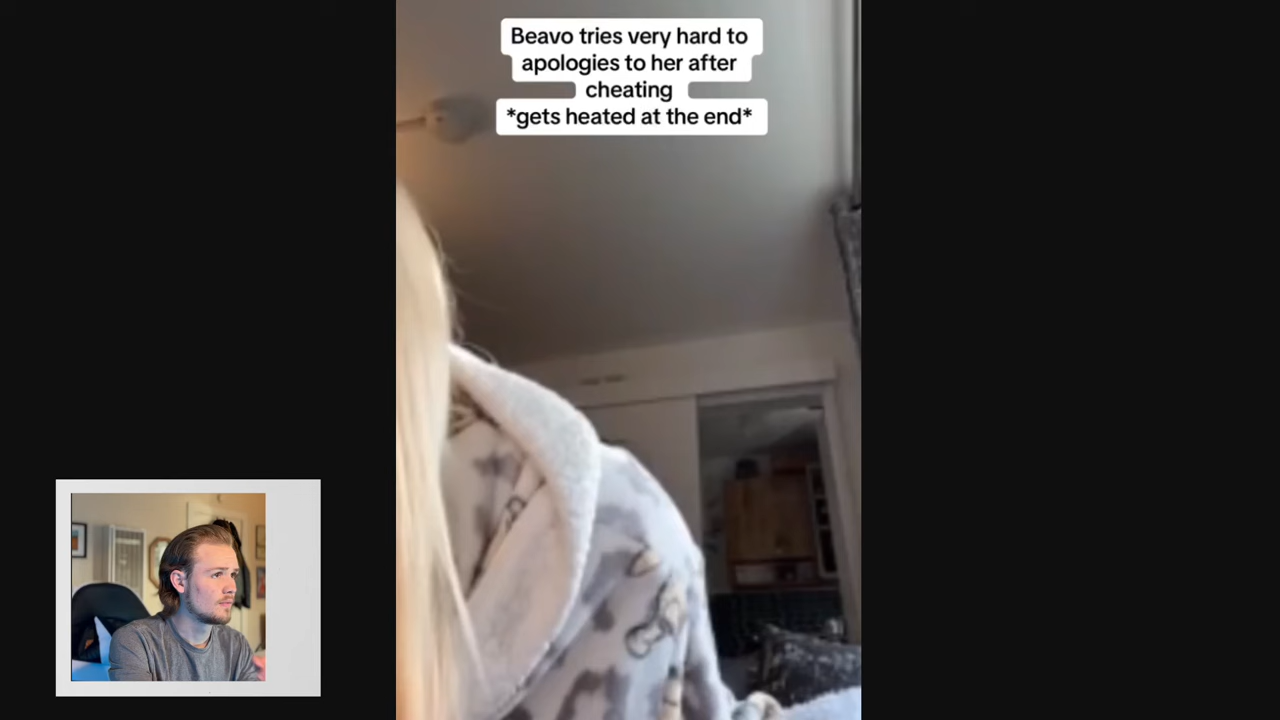 Beavo tries very hard to
apologies to her after
cheating
*gets heated at the end*